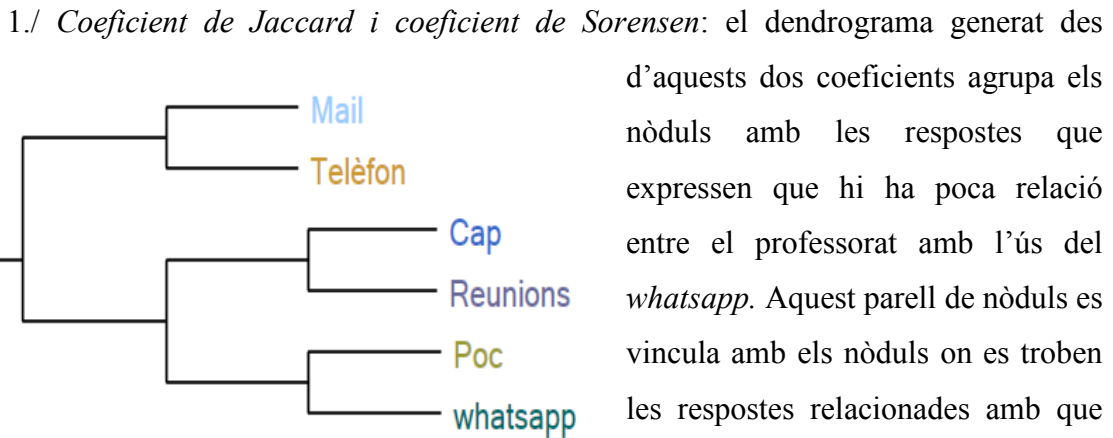 1./ Coeficient de Jaccard i coeficient de Sorensen: el dendrograma generat des
d’aquests dos coeficients agrupa els
nòduls amb les respostes que
expressen que hi ha poca relació
entre el professorat amb l’ús del
whatsapp. Aquest parell de nòduls es
vincula amb els nòduls on es troben
les respostes relacionades amb que
Mail
Telèfon
Cap
Reunions
Poc
whatsapp